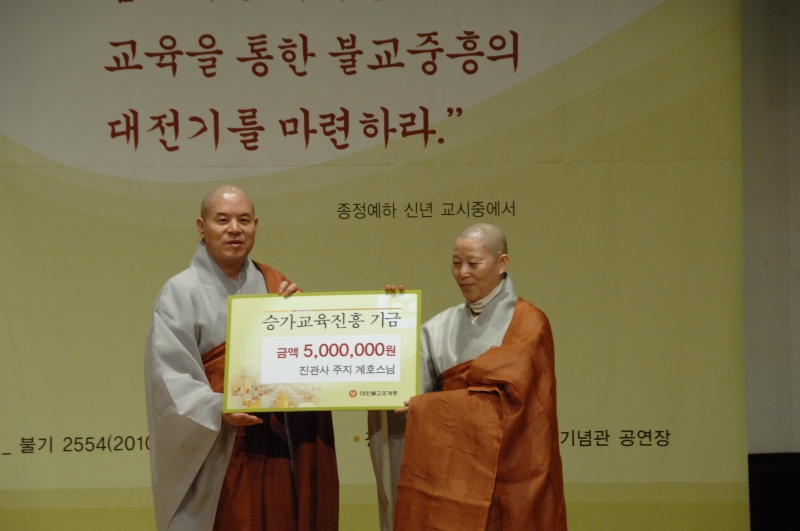 교육을 통한 불교중흥의
대전기를 마련하라.”
종정예하 신년 교시중에서
승가교육진흥 기금
금액 5,000,000원
진관사 주지 계호스님
대한불교조계종
불기 2554(2010
기념관 공연장